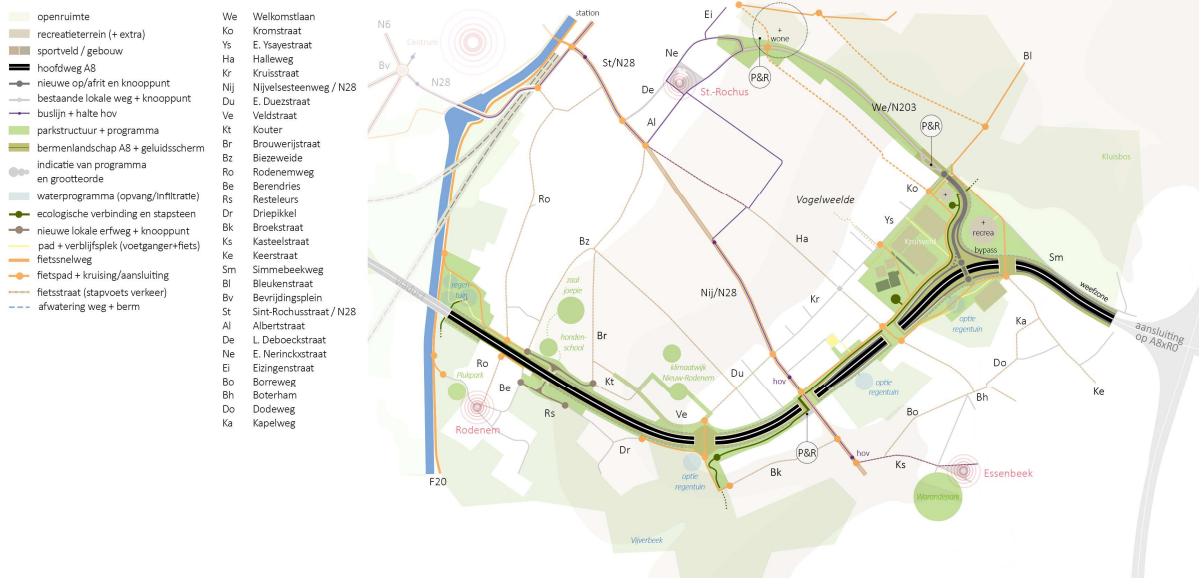 openruimte
recreatieterrein (+ extra)
sportveld / gebouw
hoofdweg A8
nieuwe op/afrit en knooppunt
bestaande lokale weg + knooppunt
buslijn + halte hov
parkstructuur + programma
bermenlandschap A8 + geluidsscherm
indicatie van programma
en grootteorde
waterprogramma (opvang/infiltratie)
ecologische verbinding en stapsteen
nieuwe lokale erfweg + knooppunt
pad + verblijfsplek (voetganger+fiets)
fietssnelweg
fietspad + kruising/aansluiting
fietsstraat (stapvoets verkeer)
afwatering weg + berm
We Welkomstlaan
Ko Kromstraat
Ys E. Ysayestraat
Ha Halleweg
Kr Kruisstraat
Nij Nijvelsesteenweg / N28
Du E. Duezstraat
Ve Veldstraat
Kt Kouter
Br Brouwerijstraat
Bz Biezeweide
Ro Rodenemweg
Be Berendries
Rs Resteleurs
Dr Driepikkel
Bk Broekstraat
Ks Kasteelstraat
Ke Keerstraat
Sm Simmebeekweg
Bl Bleukenstraat
Bv Bevrijdingsplein
St Sint-Rochusstraat / N28
Al Albertstraat
De L. Deboeckstraat
Ne E. Nerinckxstraat
Ei Eizingenstraat
Bo Borreweg
Bh Boterham
Do Dodeweg
Ka Kapelweg
station
N6
Centrum
Bv
N28
St/N28
Ei
Ne
De
St.-Rochus
Al
+
wone
P&R
We/N203
P&R
Bl
Kluisbos
Ko
Vogelweelde
Ys
Kruisveld
+
+
recrea
bypass
Sm
weefzone
aansluiting
op A8xR0
Ro
Bz
Ha
Nij/N28
Kr
viaduct
regen
tuin
zaal
joepie
honden-
school
Br
klimaatwijk
Nieuw-Rodenem
Du
hov
optie
regentuin
Ka
Do
Ro
Plukpark
Be
Kt
Rs
Rodenem
Ve
optie
regentuin
Bh
Ke
Bo
Dr
P&R
hov
Ks
Essenbeek
optie
regentuin
Bk
F20
Warandepark
Vijverbeek